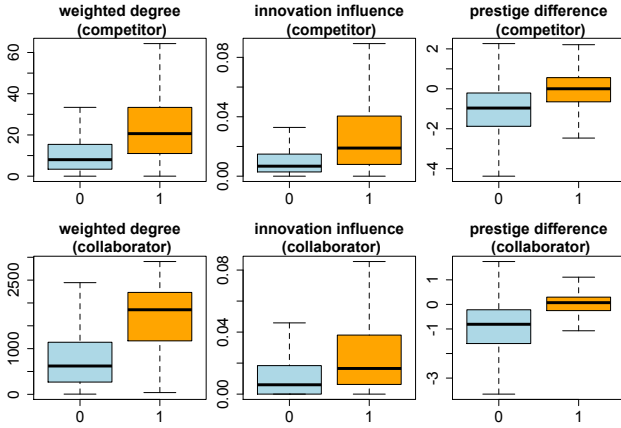 weighted degree
(competitor)
60
40
20
0
0 1
innovation influence
(competitor)
0.08
0.04
0.00
0 1
prestige difference
(competitor)
2
0
-2
-4
0 1
weighted degree
(collaborator)
2500
1000
0
0 1
innovation influence
(collaborator)
0.08
0.04
0.00
0 1
prestige difference
(collaborator)
1
0
-1
-3
0 1